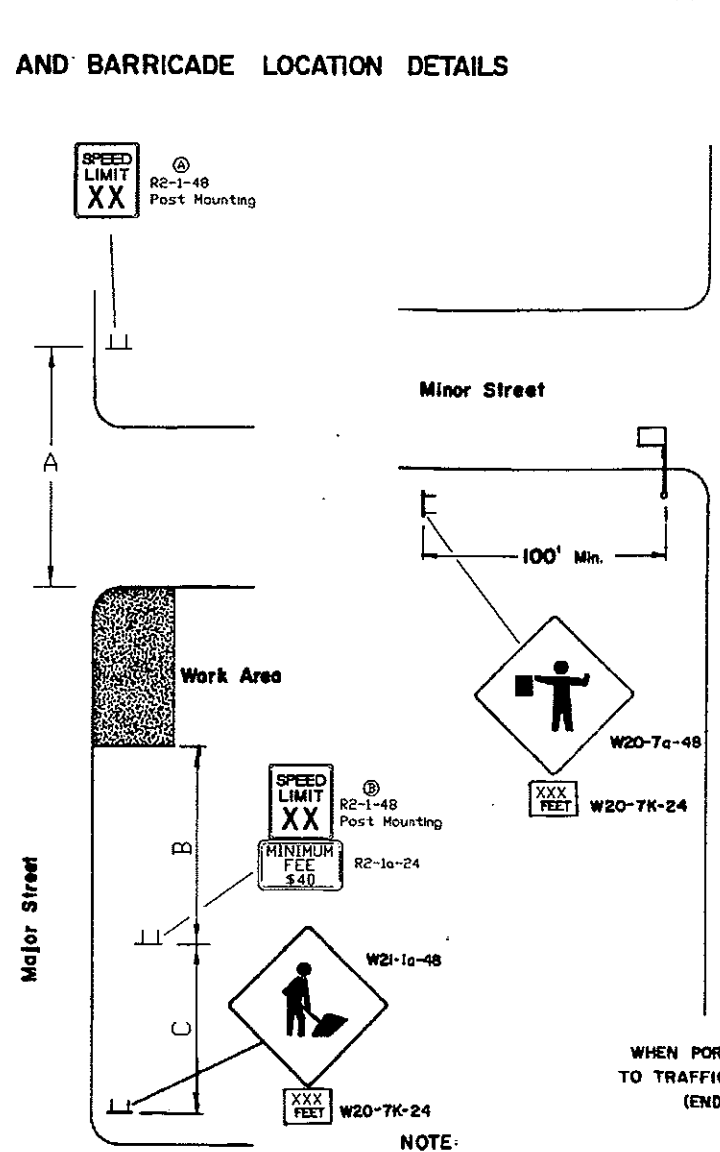 AND BARRICADE LOCATION DETAILS
SPEED
LIMIT
XX
A
R2-1-48
Post Mounting
Minor Street
A
100' Min.
Work Area
W20-7a-48
XXX
FEET
W20-7K-24
SPEED
LIMIT
XX
B
R2-1-48
Post Mounting
MINIMUM
FEE
$40
R2-1a-24
B
Major Street
W21-1a-48
C
XXX
FEET
W20-7K-24
WHEN POR
TO TRAFFIC
(END
NOTE: